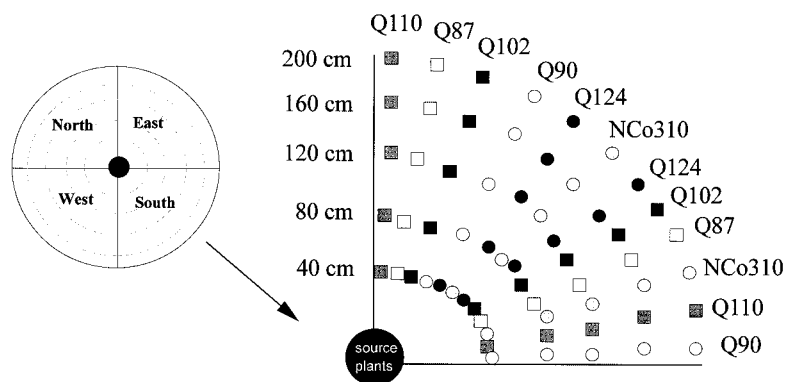 Q110
Q87
Q102
Q90
Q124
NCo310
Q124
Q102
Q87
NCo310
Q110
Q90
200 cm
160 cm
120 cm
80 cm
40 cm
North
East
West
South
source
plants